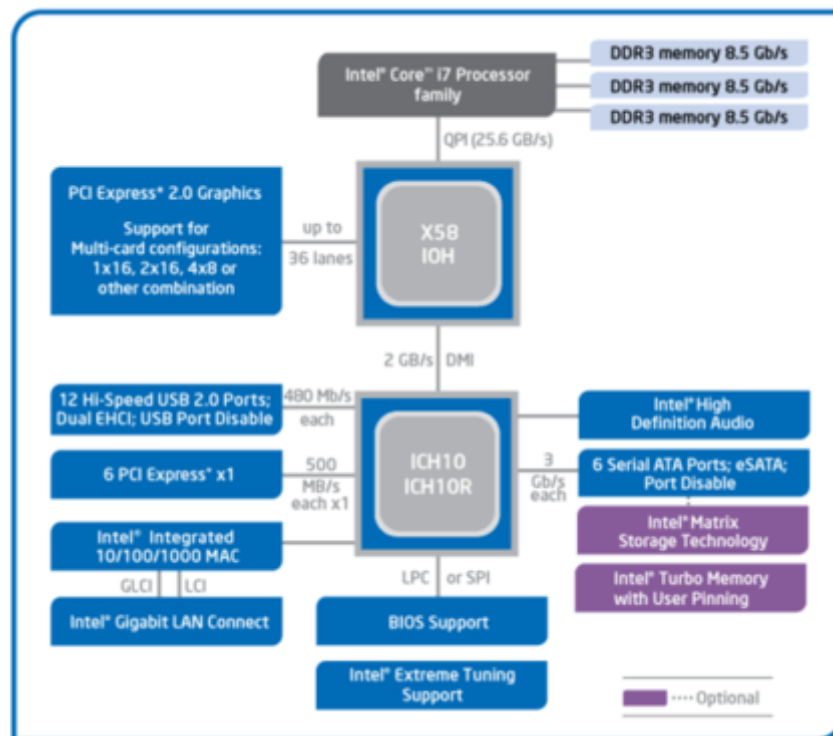 Intel® Core™ i7 Processor
family
DDR3 memory 8.5 Gb/s
DDR3 memory 8.5 Gb/s
DDR3 memory 8.5 Gb/s
QPI (25.6 GB/s)
PCI Express* 2.0 Graphics
Support for
Multi-card configurations:
1x16, 2x16, 4x8 or
other combination
up to
36 lanes
X58
IOH
2 GB/s DMI
12 Hi-Speed USB 2.0 Ports;
Dual EHCI; USB Port Disable
480 Mb/s
each
6 PCI Express* x1
500
MB/s
each x1
Intel® Integrated
10/100/1000 MAC
GLCI LCI
Intel® Gigabit LAN Connect
ICH10
ICH10R
Intel® High
Definition Audio
3
Gb/s
each
6 Serial ATA Ports; eSATA;
Port Disable
Intel® Matrix
Storage Technology
Intel® Turbo Memory
with User Pinning
LPC or SPI
BIOS Support
Intel® Extreme Tuning
Support
Optional